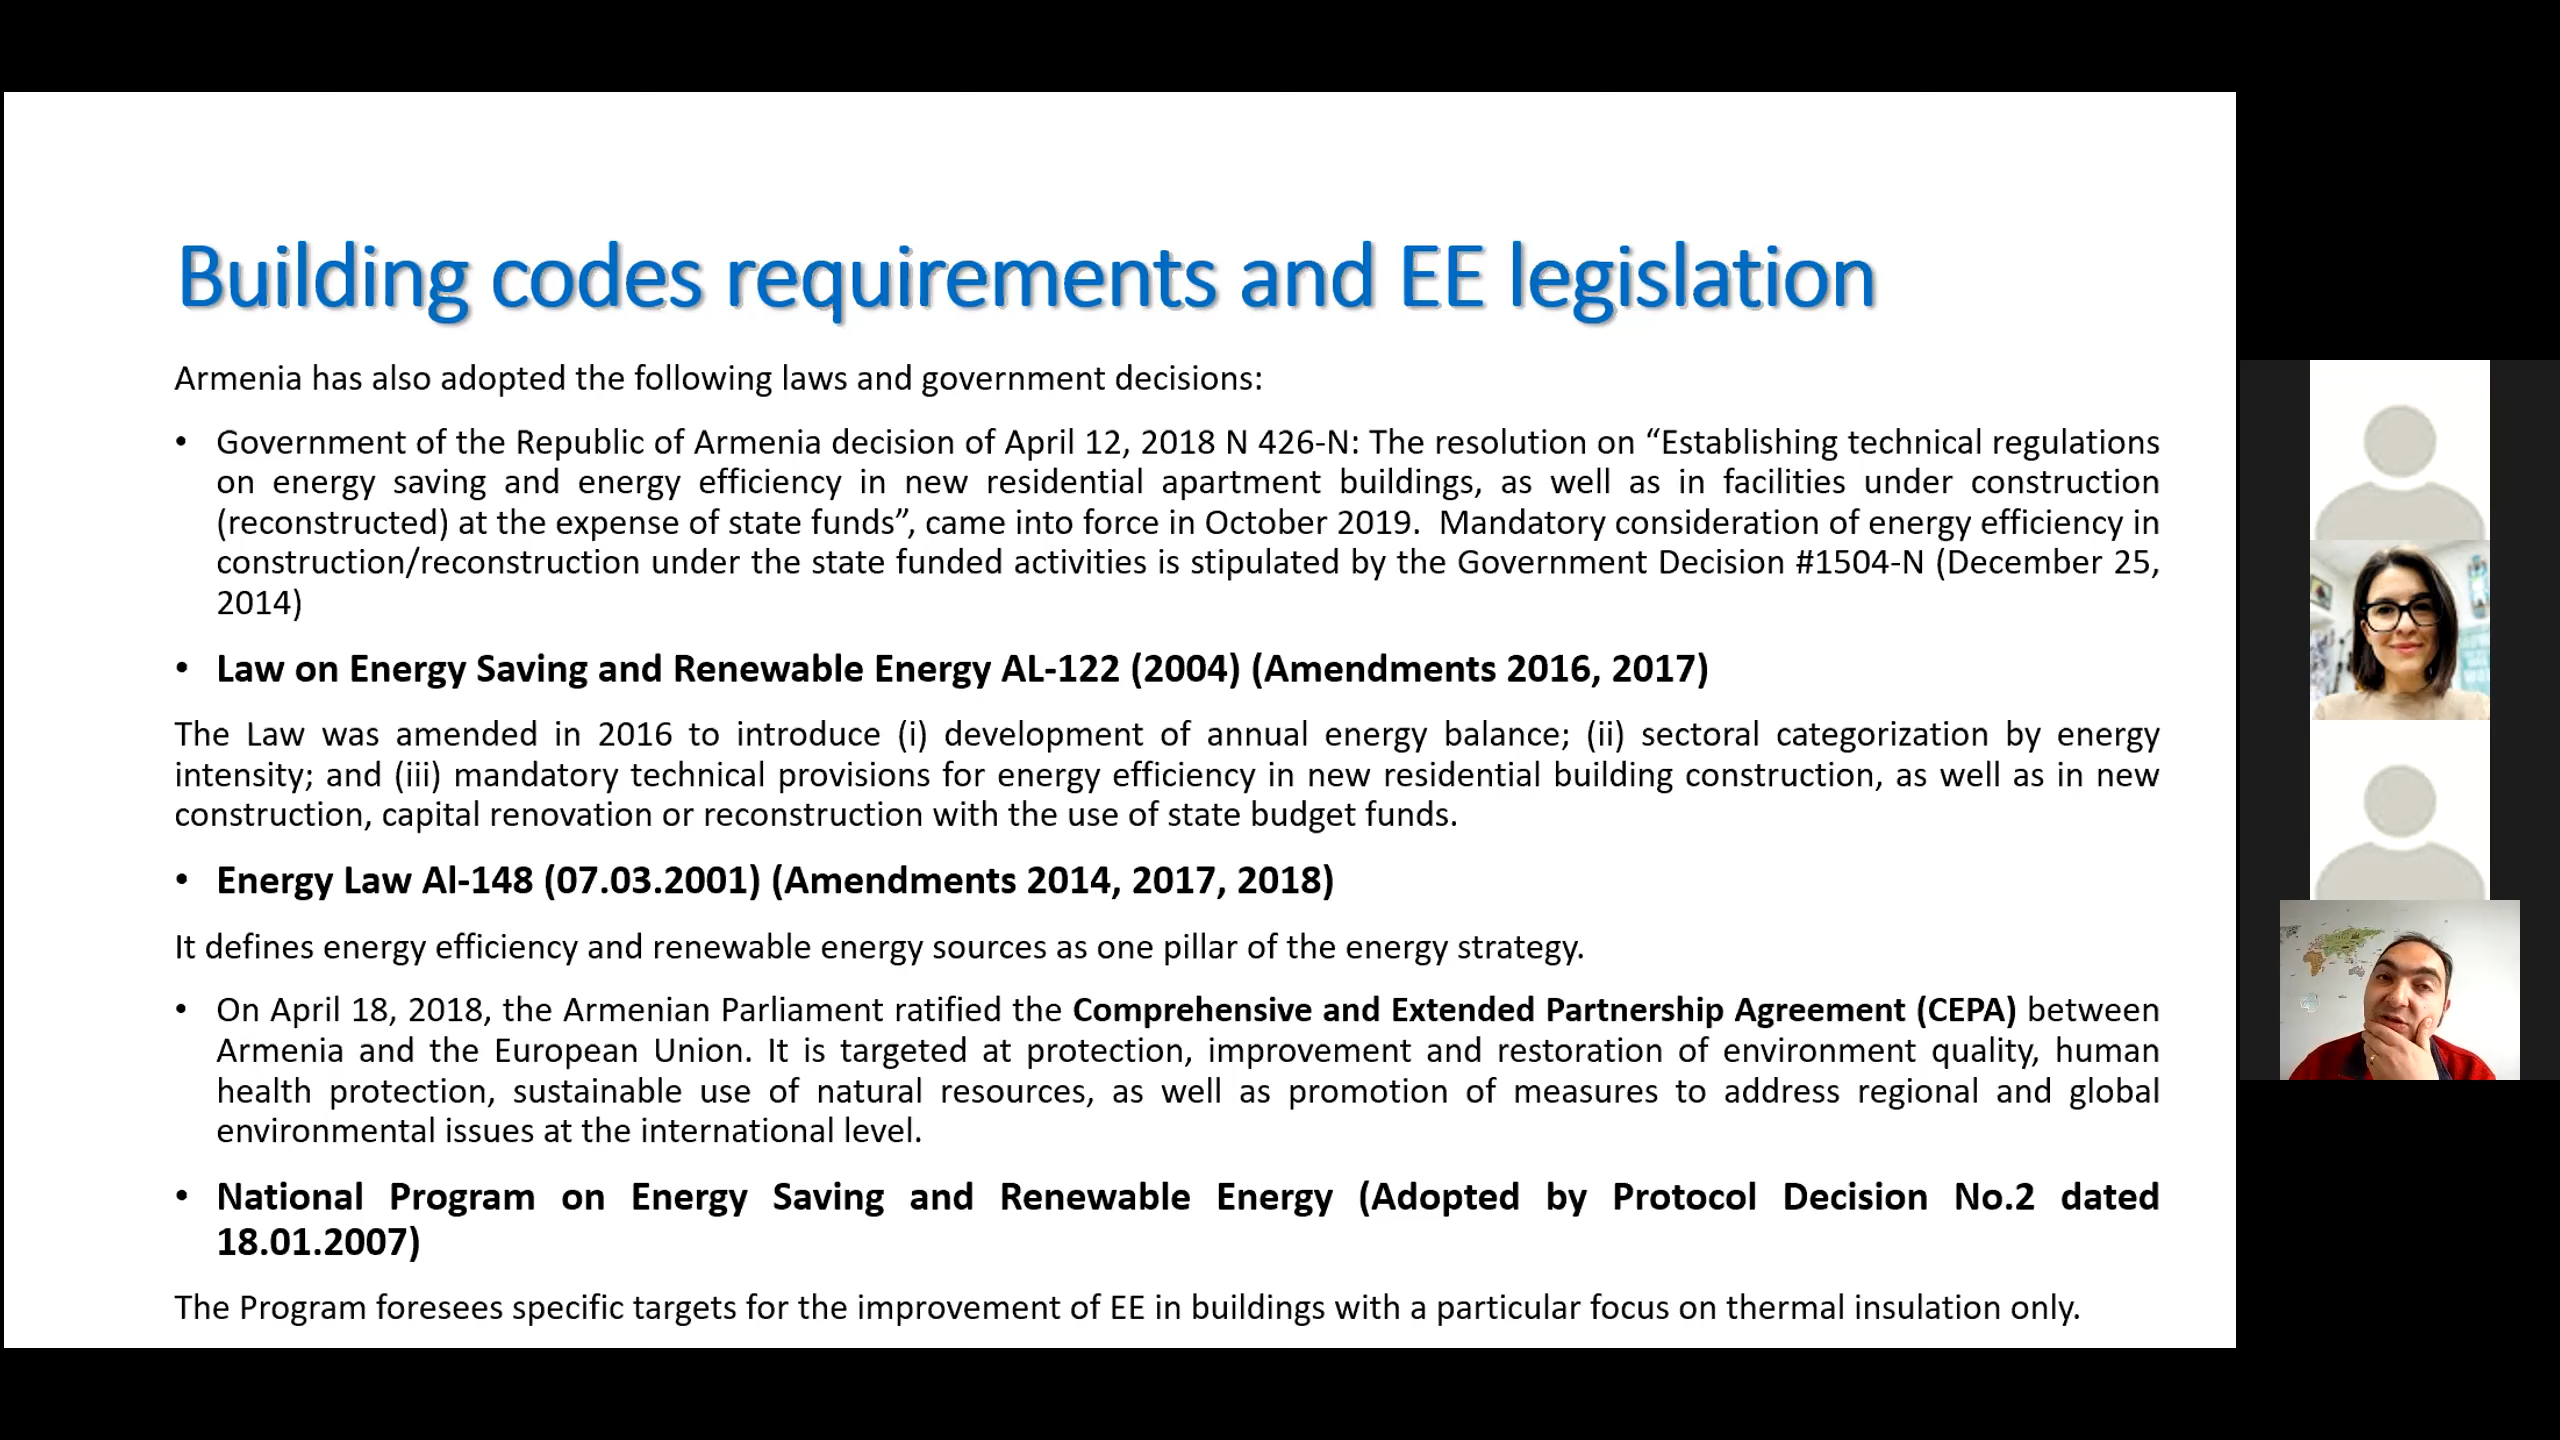 Building codes requirements and EE legislation
Armenia has also adopted the following laws and government decisions:
• Government of the Republic of Armenia decision of April 12, 2018 N 426-N: The resolution on “Establishing technical regulations
on energy saving and energy efficiency in new residential apartment buildings, as well as in facilities under construction
(reconstructed) at the expense of state funds”, came into force in October 2019.  Mandatory consideration of energy efficiency in
construction/reconstruction under the state funded activities is stipulated by the Government Decision #1504-N (December 25,
2014)
• Law on Energy Saving and Renewable Energy AL-122 (2004) (Amendments 2016, 2017)
The Law was amended in 2016 to introduce (i) development of annual energy balance; (ii) sectoral categorization by energy
intensity; and (iii) mandatory technical provisions for energy efficiency in new residential building construction, as well as in new
construction, capital renovation or reconstruction with the use of state budget funds.
• Energy Law Al-148 (07.03.2001) (Amendments 2014, 2017, 2018)
It defines energy efficiency and renewable energy sources as one pillar of the energy strategy.
• On April 18, 2018, the Armenian Parliament ratified the Comprehensive and Extended Partnership Agreement (CEPA) between
Armenia and the European Union. It is targeted at protection, improvement and restoration of environment quality, human
health protection, sustainable use of natural resources, as well as promotion of measures to address regional and global
environmental issues at the international level.
• National Program on Energy Saving and Renewable Energy (Adopted by Protocol Decision No.2 dated
18.01.2007)
The Program foresees specific targets for the improvement of EE in buildings with a particular focus on thermal insulation only.